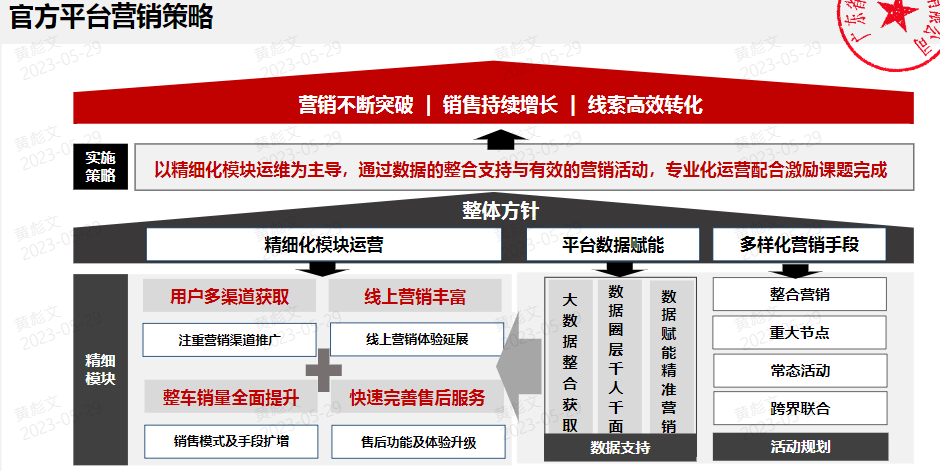 官方平台营销策略
广东省
限公司
黄彪文
2023-05-29
营销不断突破 | 销售持续增长 | 线索高效转化
实施
策略
以精细化模块运维为主导，通过数据的整合支持与有效的营销活动，专业化运营配合激励课题完成
整体方针
精细化模块运营
平台数据赋能
多样化营销手段
精细
模块
用户多渠道获取
注重营销渠道推广
线上营销丰富
线上营销体验延展
整车销量全面提升
销售模式及手段扩增
快速完善售后服务
售后功能及体验升级
大数据整合获取
数据圈层千人千面
数据赋能精准营销
数据支持
整合营销
重大节点
常态活动
跨界联合
活动规划